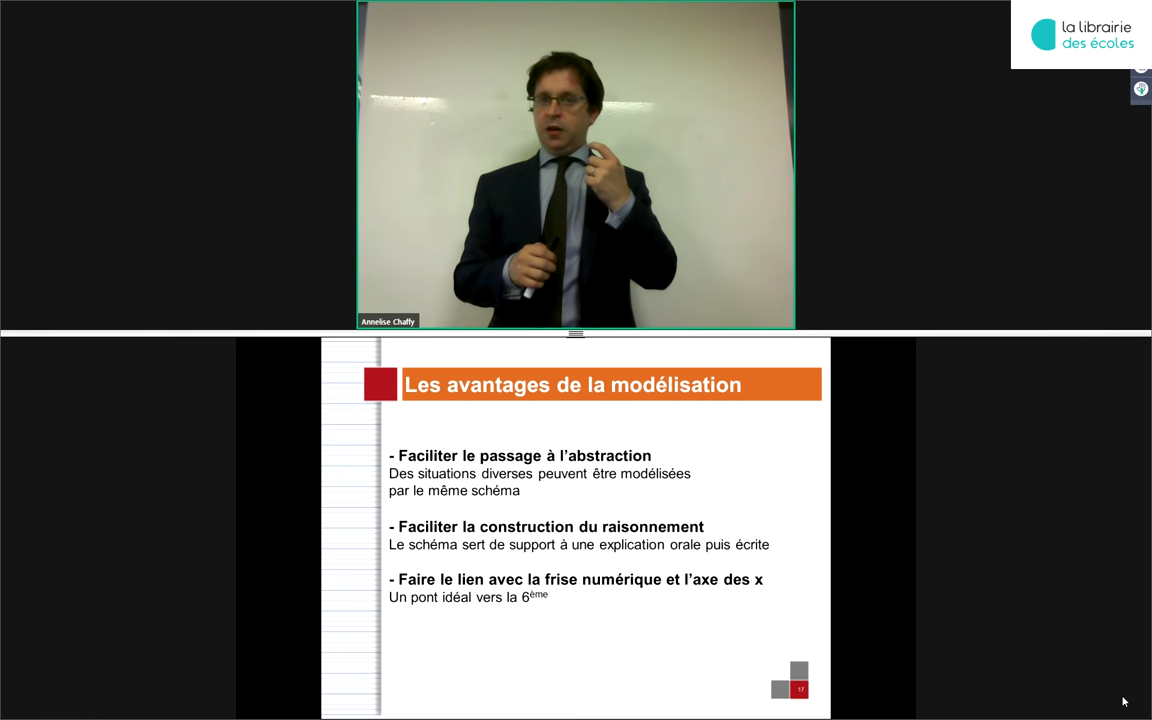 la librairie
des écoles
Annelise Chaffy
Les avantages de la modélisation
- Faciliter le passage à l’abstraction
Des situations diverses peuvent être modélisées
par le même schéma
- Faciliter la construction du raisonnement
Le schéma sert de support à une explication orale puis écrite
- Faire le lien avec la frise numérique et l’axe des x
Un pont idéal vers la 6ème
17